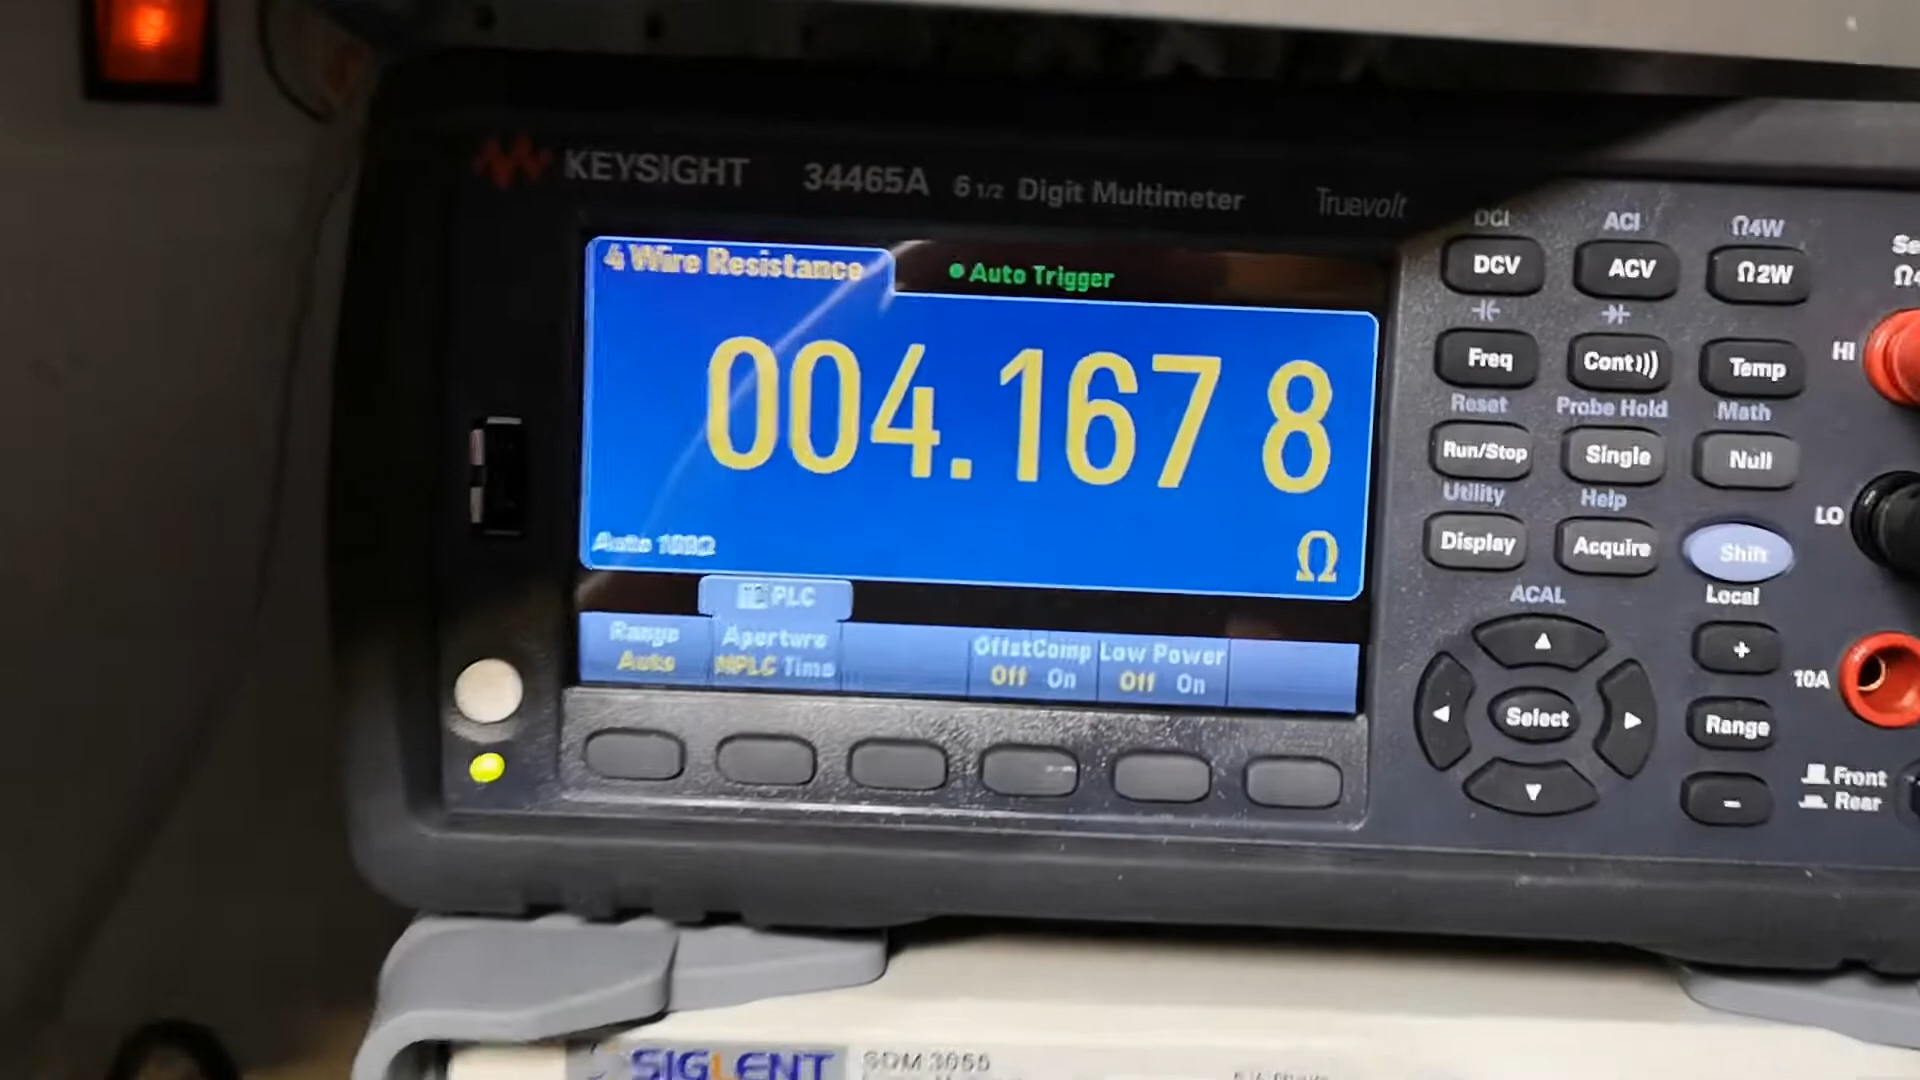 KEYSIGHT 34465A 6 1/2 Digit Multimeter Truevolt
4 Wire Resistance
Auto Trigger
004.167 8
Auto 100Ω
Ω
PLC
Range
Auto
Aperture
NPLC Time
OffstComp
Off On
Low Power
Off On
DCI ACI Ω4W
DCV ACV Ω2W
Freq Cont))) Temp
Reset Probe Hold Math
Run/Stop Single Null
Utility Help
Display Acquire Shift
ACAL Local
+
Select Range
-
HI
LO
10A
Front
Rear
SIGLENT